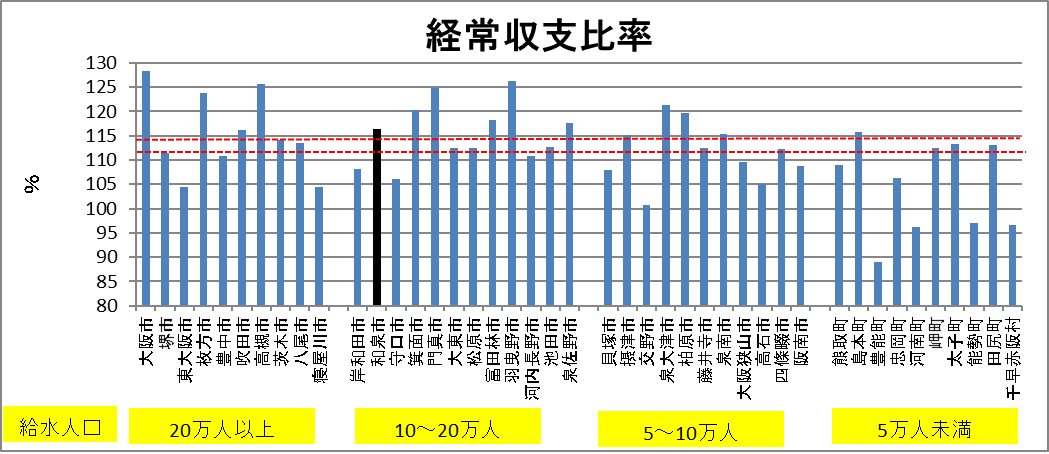 経常収支比率
130
125
120
115
110
105
100
95
90
85
80
%
大阪市
堺市
東大阪市
枚方市
豊中市
吹田市
高槻市
茨木市
八尾市
寝屋川市
岸和田市
和泉市
守口市
箕面市
門真市
大東市
松原市
富田林市
羽曳野市
河内長野市
池田市
泉佐野市
貝塚市
摂津市
交野市
泉大津市
柏原市
藤井寺市
泉南市
大阪狭山市
高石市
四條畷市
阪南市
熊取町
島本町
豊能町
忠岡町
河南町
岬町
太子町
能勢町
田尻町
千早赤阪村
給水人口
20万人以上
10～20万人
5～10万人
5万人未満